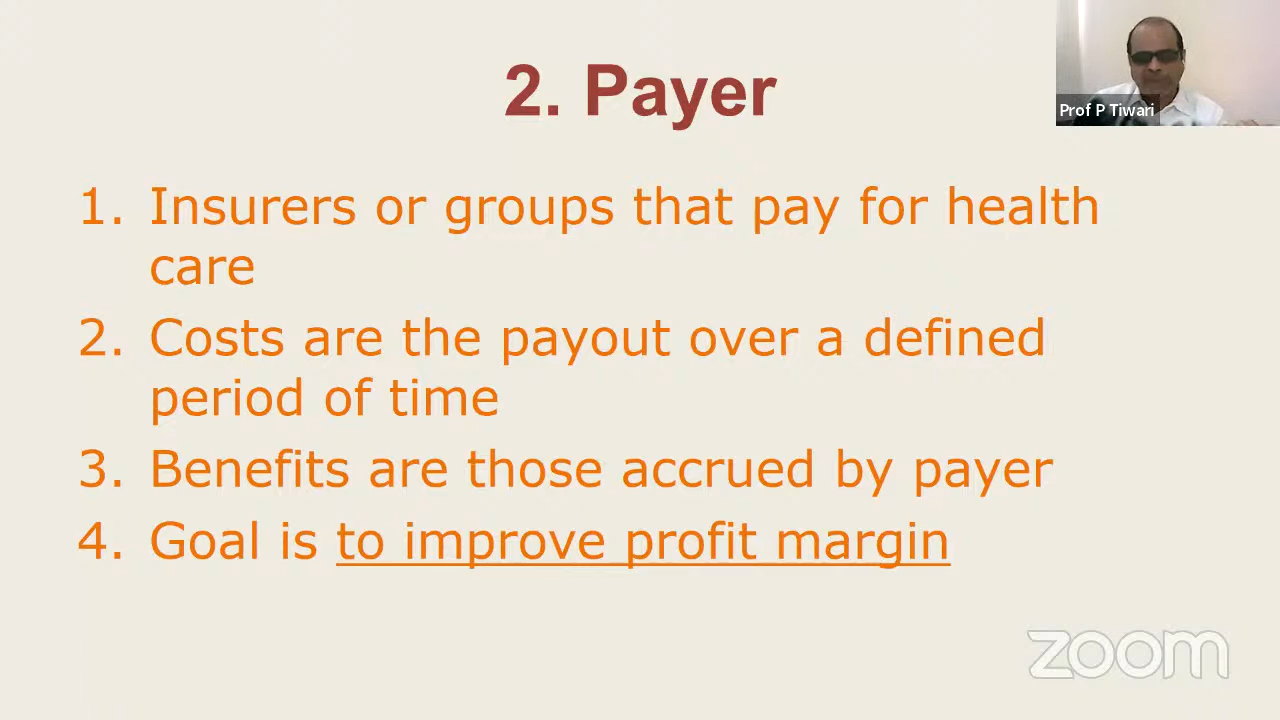 2. Payer
Prof P Tiwari
1. Insurers or groups that pay for health
care
2. Costs are the payout over a defined
period of time
3. Benefits are those accrued by payer
4. Goal is to improve profit margin
zoom